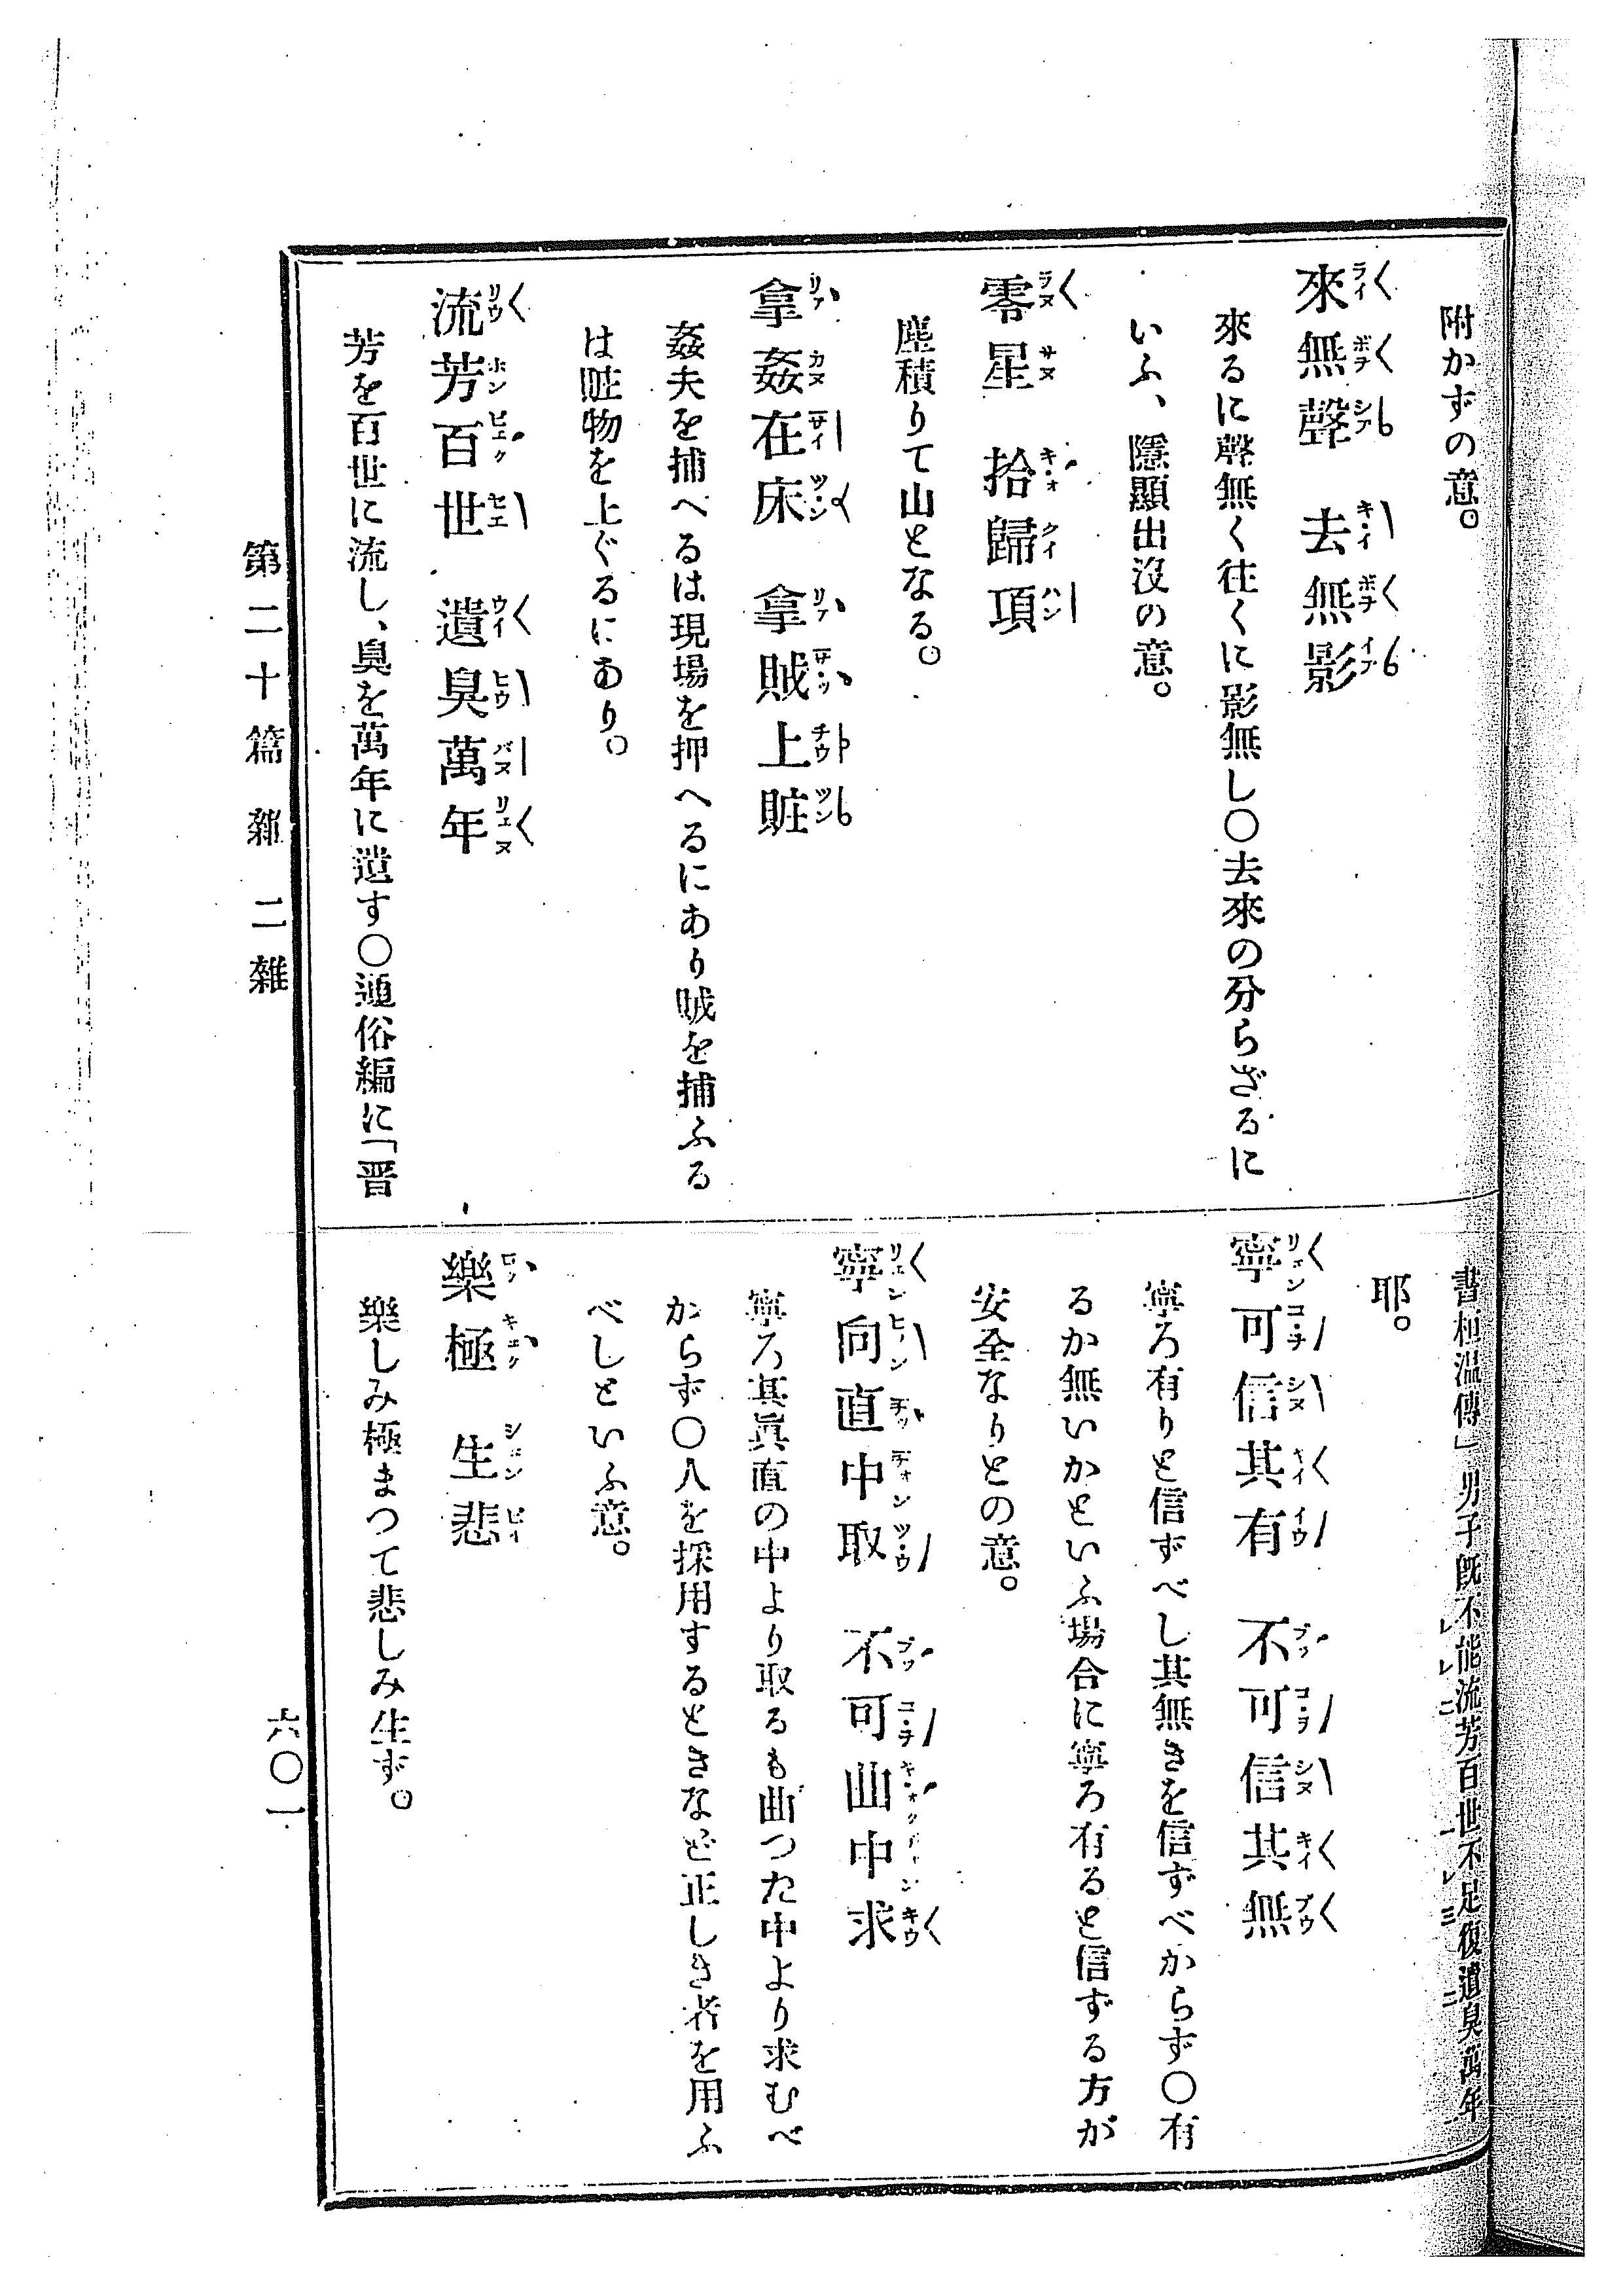 附かずの意。
來無聲　去無影
來るに聲無く往くに影無し〇去來の分らざるに
いふ、隱顯出沒の意。
零星　拾歸項
塵積りて山となる。
拿姦在床　拿賊上賍
姦夫を捕へるは現場を押へるにあり賊を捕ふる
は賍物を上ぐるにあり。
流芳百世　遺臭萬年
芳を百世に流し、臭を萬年に遺す〇通俗編に「晋
書桓溫傳」男子既不能流芳百世不足復遺臭萬年
耶。
寧可信其有　不可信其無
寧ろ有りと信ずべし其無きを信ずべからず〇有
るか無いかといふ場合に寧ろ有ると信ずる方が
安全なりとの意。
寧向直中取　不可曲中求
寧ろ其眞直の中より取るも曲つた中より求むべ
からず〇人を採用するときなど正しき者を用ふ
べしといふ意。
樂極　生悲
樂しみ極まつて悲しみ生ず。
第二十篇　雜　二　雜
六〇一